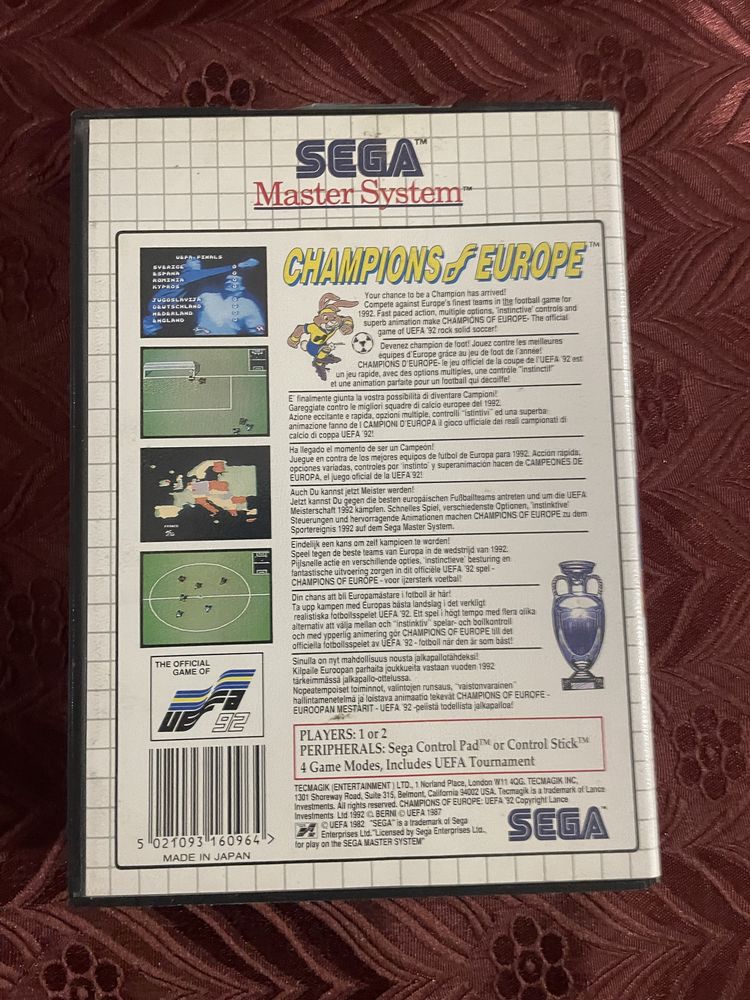 SEGA™
Master System™
CHAMPIONS of EUROPE™
UEFA-FINALS
SVERIGE 0
ESPANA 0
ROMINIA 0
KYPROS 0
JUGOSLAVIJA 0
DEUTSCHLAND 0
NEDERLAND 0
ENGLAND 0
Your chance to be a Champion has arrived!
Compete against Europe's finest teams in the football game for
1992. Fast paced action, multiple options, 'instinctive' controls and
superb animation make CHAMPIONS OF EUROPE- The official
game of UEFA '92 rock solid soccer!
Devenez champion de foot! Jouez contre les meilleures
équipes d'Europe grâce au jeu de foot de l'année!
CHAMPIONS D'EUROPE- le jeu officiel de la coupe de l'UEFA '92 est
un jeu rapide, avec des options multiples, une contrôle "instinctif"
et une animation parfaite pour un football qui décoiffe!
E' finalmente giunta la vostra possibilità di diventare Campioni!
Gareggiate contro le migliori squadre di calcio europee del 1992.
Azione eccitante e rapida, opzioni multiple, controlli "istintivi" ed una superba
animazione fanno de I CAMPIONI D'EUROPA il gioco officiale dei reali campionati di
calcio di coppa UEFA '92!
Ha llegado el momento de ser un Campeón!
Juegue en contra de los mejores equipos de futbol de Europa para 1992. Acción rapida,
opciones variadas, controles por 'instinto' y superanimación hacen de CAMPEONES DE
EUROPA, el juego official de la UEFA '92!
Auch Du kannst jetzt Meister werden!
Jetzt kannst Du gegen die besten europäischen Fußballteams antreten und um die UEFA
Meisterschaft 1992 kämpfen. Schnelles Spiel, verschiedenste Optionen, 'instinktive'
Steuerungen und hervorragende Animationen machen CHAMPIONS OF EUROPE zu dem
Sportereignis 1992 auf dem Sega Master System.
FRANCE
Eindelijk een kans om zelf kampioen te worden!
Speel tegen de beste teams van Europa in de wedstrijd van 1992.
Pijlsnelle actie en verschillende opties, 'instinctieve' besturing en
fantastische uitvoering zorgen in dit officiële UEFA '92 spel -
CHAMPIONS OF EUROPE - voor ijzersterk voetbal!
Din chans att bli Europamästare i fotboll är här!
Ta upp kampen med Europas bästa landslag i det verkligt
realistiska fotbollsspelet UEFA '92. Ett spel i högt tempo med flera olika
alternativ att välja mellan och "instinktiv" spelar- och bollkontroll
och med ypperlig animering gör CHAMPIONS OF EUROPE till det
officiella fotbollsspelet av UEFA '92 - fotboll när den är som bäst!
Sinulla on nyt mahdollisuus nousta jalkapallotähdeksi!
Kilpaile Euroopan parhaita joukkueita vastaan vuoden 1992
tärkeimmässä jalkapallo-ottelussa.
Nopeatempoiset toiminnot, valintojen runsaus, "vaistonvarainen"
hallintamenetelmä ja loistava animaatio tekevät CHAMPIONS OF EUROPE -
EUROOPAN MESTARIT - UEFA '92 -pelistä todellista jalkapalloa!
THE OFFICIAL
GAME OF
UEFA
92
PLAYERS: 1 or 2
PERIPHERALS: Sega Control Pad™ or Control Stick™
4 Game Modes, Includes UEFA Tournament
TECMAGIK (ENTERTAINMENT) LTD., 1 Norland Place, London W11 4QG. TECMAGIK INC,
1301 Shoreway Road, Suite 315, Belmont, California 94002 USA. Tecmagik is a trademark of Lance
Investments. All rights reserved. CHAMPIONS OF EUROPE: UEFA '92 Copyright Lance
Investments Ltd 1992 ©. BERNI © UEFA 1987
© UEFA 1982 "SEGA" is a trademark of Sega
Enterprises Ltd. "Licensed by Sega Enterprises Ltd.,
for play on the SEGA MASTER SYSTEM"
SEGA®
5 021093 160964 >
MADE IN JAPAN